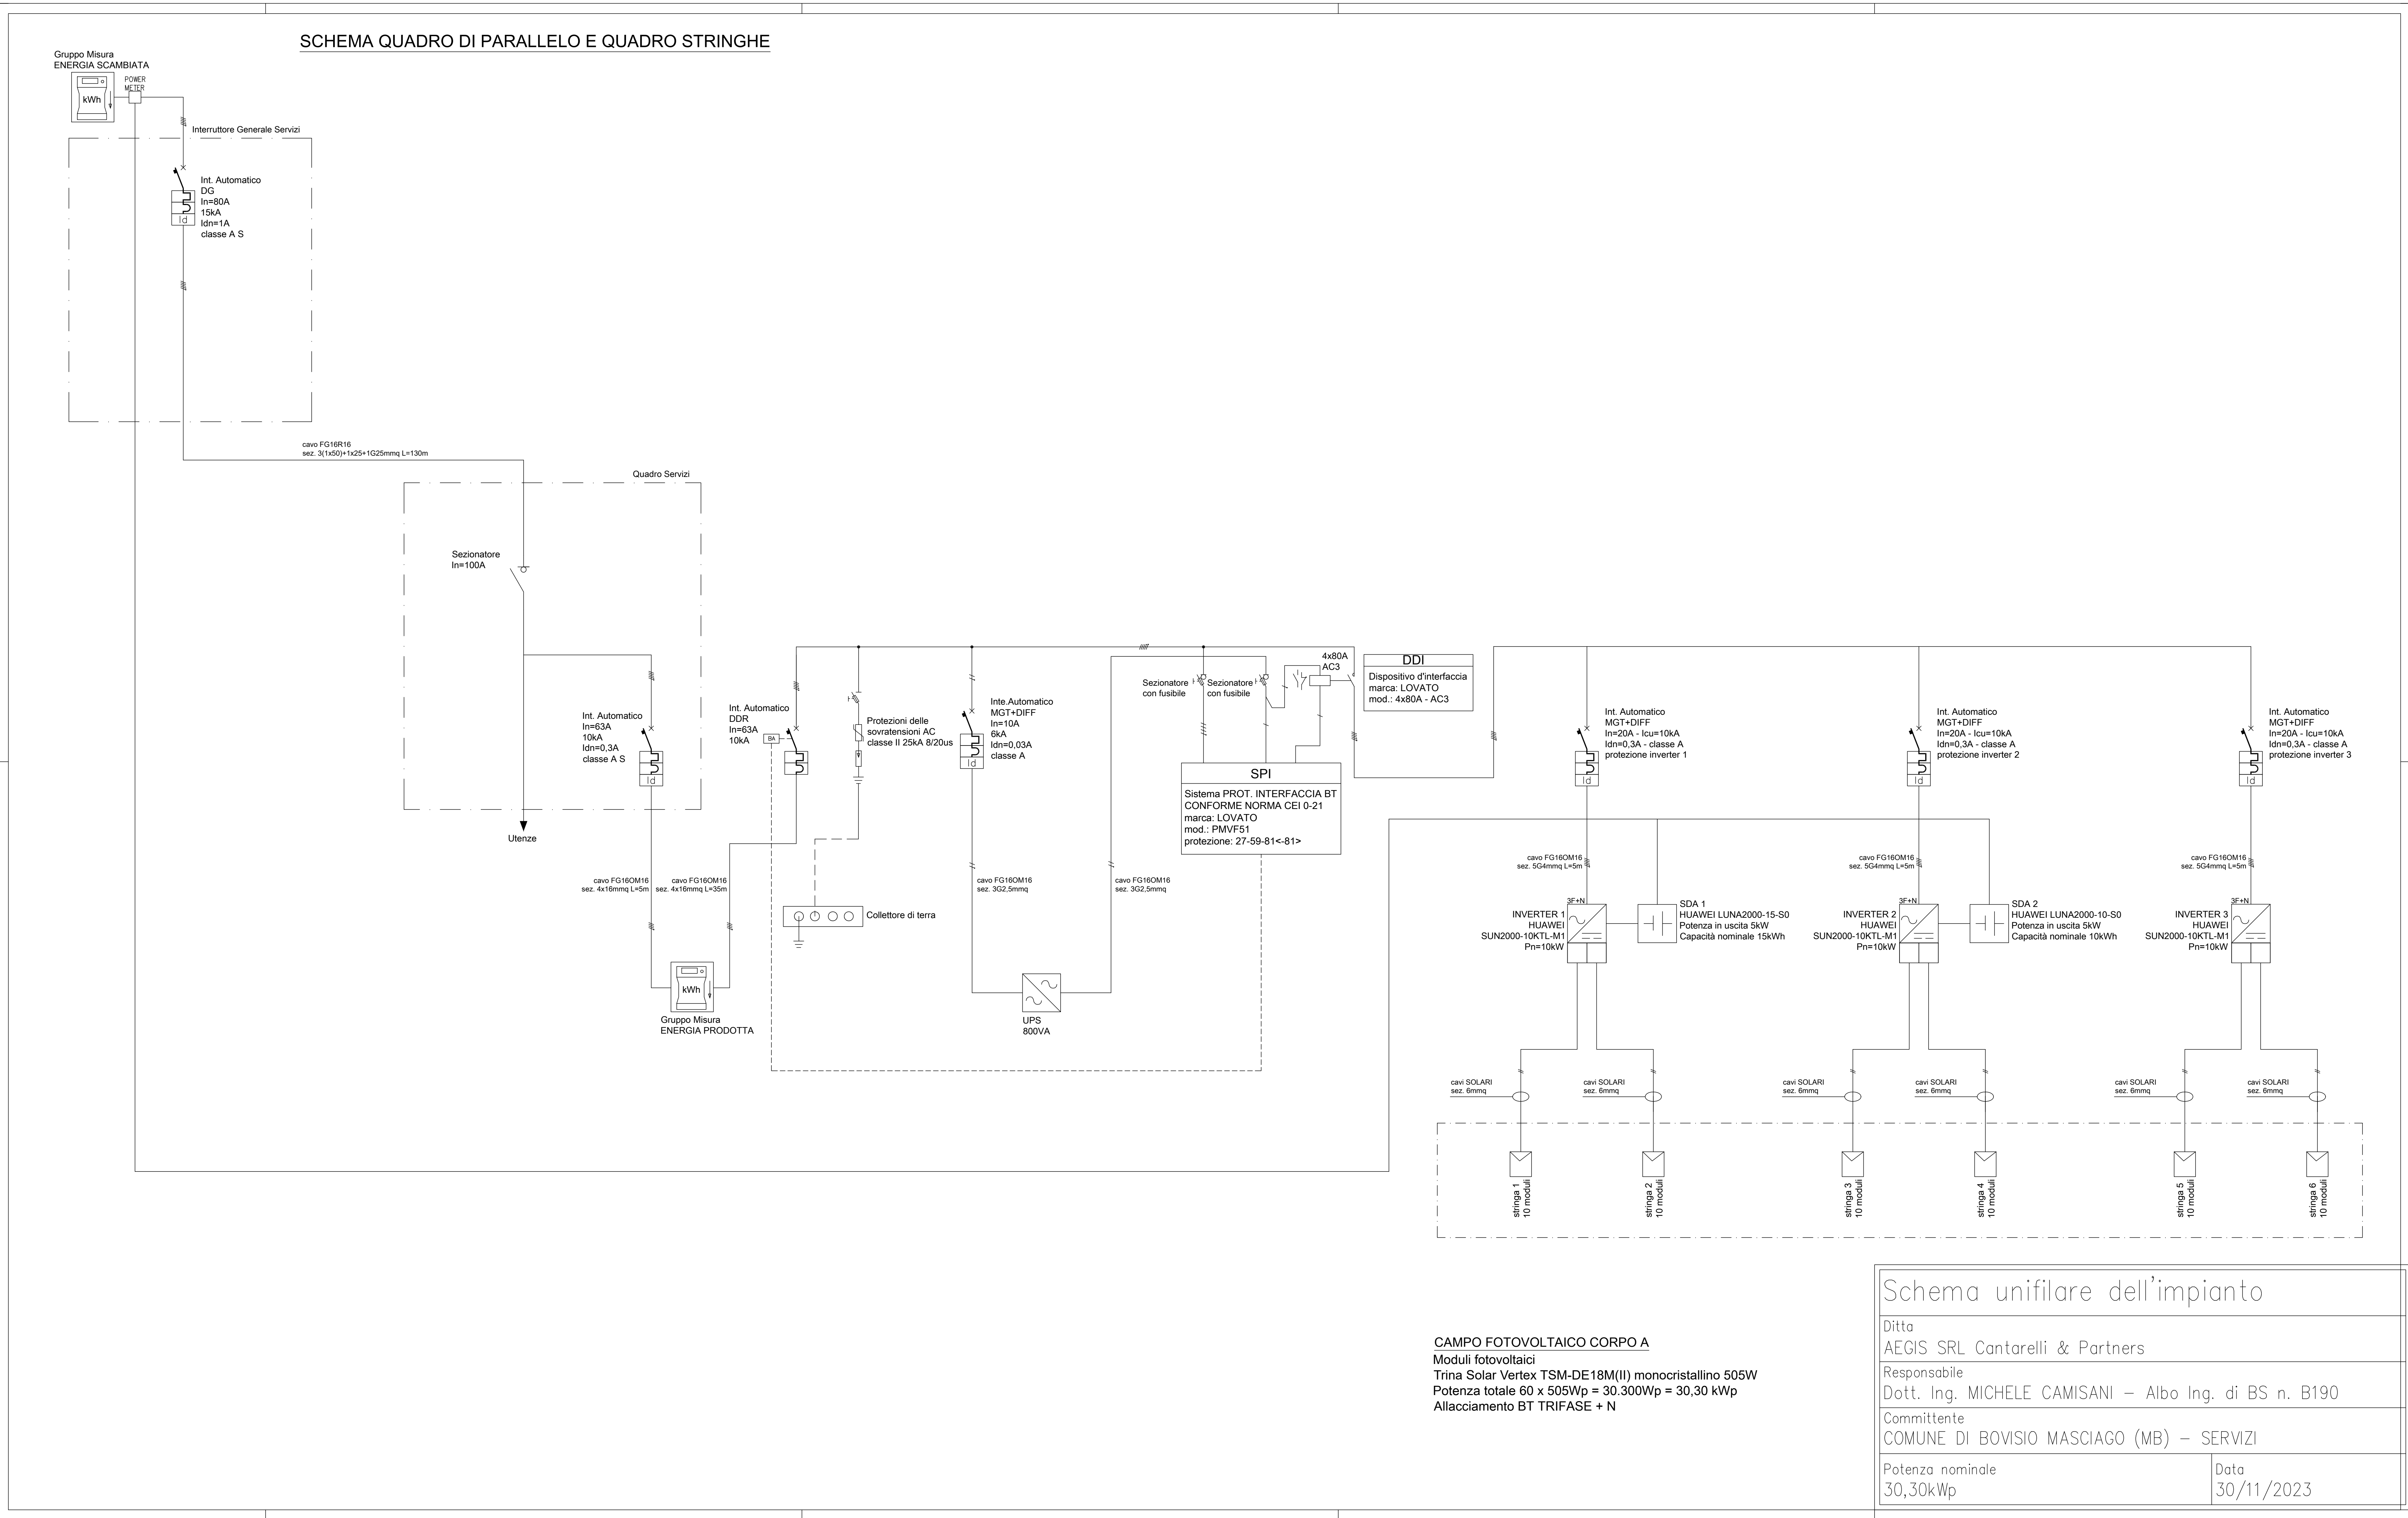 SCHEMA QUADRO DI PARALLELO E QUADRO STRINGHE
Gruppo Misura
ENERGIA SCAMBIATA
POWER
METER
kWh
Interruttore Generale Servizi
Int. Automatico
DG
In=80A
15kA
Idn=1A
classe A S
Id
cavo FG16R16
sez. 3(1x50)+1x25+1G25mmq L=130m
Quadro Servizi
Sezionatore
In=100A
Int. Automatico
In=63A
10kA
Idn=0,3A
classe A S
Id
Utenze
cavo FG16OM16
sez. 4x16mmq L=5m
cavo FG16OM16
sez. 4x16mmq L=35m
kWh
Gruppo Misura
ENERGIA PRODOTTA
Int. Automatico
DDR
In=63A
10kA
BA
Protezioni delle
sovratensioni AC
classe II 25kA 8/20us
Collettore di terra
Inte.Automatico
MGT+DIFF
In=10A
6kA
Idn=0,03A
classe A
Id
cavo FG16OM16
sez. 3G2,5mmq
cavo FG16OM16
sez. 3G2,5mmq
UPS
800VA
Sezionatore
con fusibile
Sezionatore
con fusibile
4x80A
AC3
DDI
Dispositivo d'interfaccia
marca: LOVATO
mod.: 4x80A - AC3
SPI
Sistema PROT. INTERFACCIA BT
CONFORME NORMA CEI 0-21
marca: LOVATO
mod.: PMVF51
protezione: 27-59-81<-81>
Int. Automatico
MGT+DIFF
In=20A - Icu=10kA
Idn=0,3A - classe A
protezione inverter 1
Id
Int. Automatico
MGT+DIFF
In=20A - Icu=10kA
Idn=0,3A - classe A
protezione inverter 2
Id
Int. Automatico
MGT+DIFF
In=20A - Icu=10kA
Idn=0,3A - classe A
protezione inverter 3
Id
cavo FG16OM16
sez. 5G4mmq L=5m
cavo FG16OM16
sez. 5G4mmq L=5m
cavo FG16OM16
sez. 5G4mmq L=5m
3F+N
INVERTER 1
HUAWEI
SUN2000-10KTL-M1
Pn=10kW
SDA 1
HUAWEI LUNA2000-15-S0
Potenza in uscita 5kW
Capacità nominale 15kWh
3F+N
INVERTER 2
HUAWEI
SUN2000-10KTL-M1
Pn=10kW
SDA 2
HUAWEI LUNA2000-10-S0
Potenza in uscita 5kW
Capacità nominale 10kWh
3F+N
INVERTER 3
HUAWEI
SUN2000-10KTL-M1
Pn=10kW
cavi SOLARI
sez. 6mmq
cavi SOLARI
sez. 6mmq
cavi SOLARI
sez. 6mmq
cavi SOLARI
sez. 6mmq
cavi SOLARI
sez. 6mmq
cavi SOLARI
sez. 6mmq
stringa 1
10 moduli
stringa 2
10 moduli
stringa 3
10 moduli
stringa 4
10 moduli
stringa 5
10 moduli
stringa 6
10 moduli
CAMPO FOTOVOLTAICO CORPO A
Moduli fotovoltaici
Trina Solar Vertex TSM-DE18M(II) monocristallino 505W
Potenza totale 60 x 505Wp = 30.300Wp = 30,30 kWp
Allacciamento BT TRIFASE + N
Schema unifilare dell'impianto
Ditta
AEGIS SRL Cantarelli & Partners
Responsabile
Dott. Ing. MICHELE CAMISANI – Albo Ing. di BS n. B190
Committente
COMUNE DI BOVISIO MASCIAGO (MB) – SERVIZI
Potenza nominale
30,30kWp
Data
30/11/2023